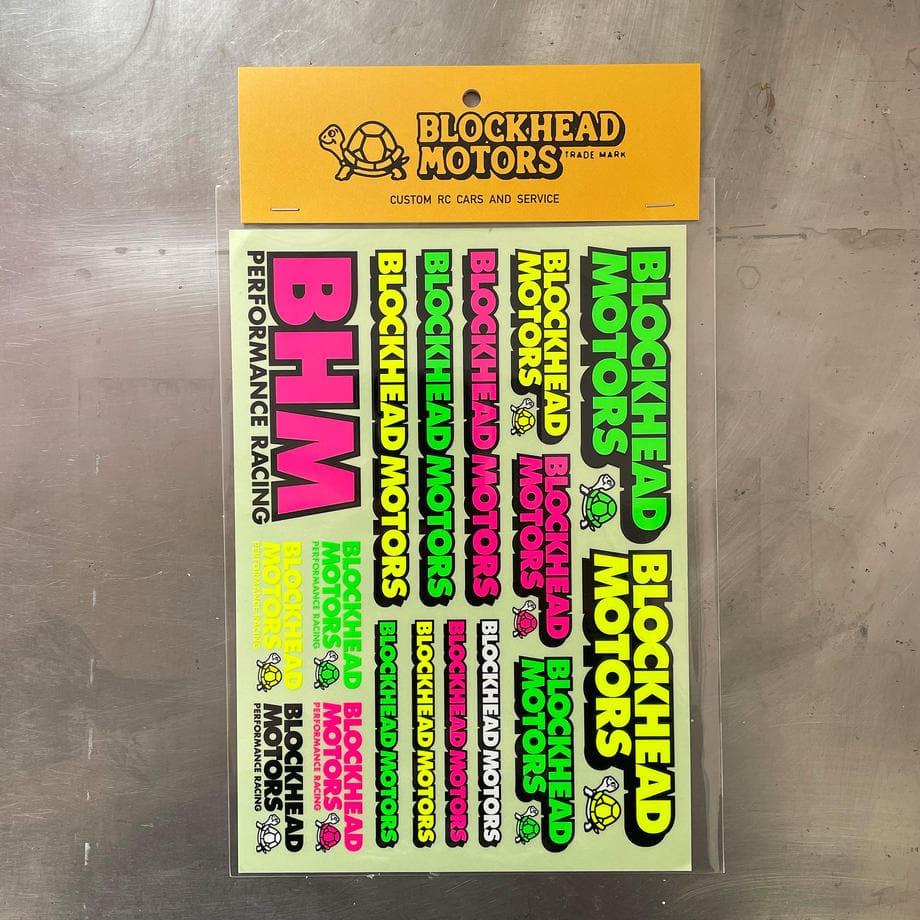 BLOCKHEAD
MOTORS TRADE MARK
CUSTOM RC CARS AND SERVICE
BLOCKHEAD
MOTORS
BLOCKHEAD
MOTORS
BLOCKHEAD
MOTORS
BLOCKHEAD
MOTORS
BLOCKHEAD
MOTORS
BLOCKHEAD MOTORS
BLOCKHEAD MOTORS
BLOCKHEAD MOTORS
BLOCKHEAD MOTORS
BLOCKHEAD MOTORS
BLOCKHEAD MOTORS
BLOCKHEAD MOTORS
BHM
PERFORMANCE RACING
BLOCKHEAD
MOTORS
PERFORMANCE RACING
BLOCKHEAD
MOTORS
PERFORMANCE RACING
BLOCKHEAD
MOTORS
PERFORMANCE RACING
BLOCKHEAD
MOTORS
PERFORMANCE RACING